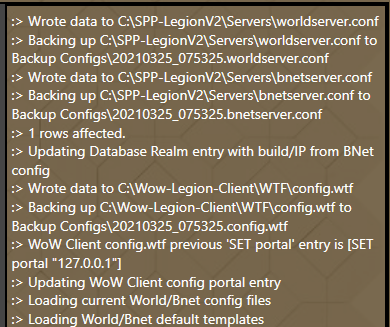 :> Wrote data to C:\SPP-LegionV2\Servers\worldserver.conf
:> Backing up C:\SPP-LegionV2\Servers\worldserver.conf to
Backup Configs\20210325_075325.worldserver.conf
:> Wrote data to C:\SPP-LegionV2\Servers\bnetserver.conf
:> Backing up C:\SPP-LegionV2\Servers\bnetserver.conf to
Backup Configs\20210325_075325.bnetserver.conf
:> 1 rows affected.
:> Updating Database Realm entry with build/IP from BNet
config
:> Wrote data to C:\Wow-Legion-Client\WTF\config.wtf
:> Backing up C:\Wow-Legion-Client\WTF\config.wtf to
Backup Configs\20210325_075325.config.wtf
:> WoW Client config.wtf previous 'SET portal' entry is [SET
portal "127.0.0.1"]
:> Updating WoW Client config portal entry
:> Loading current World/Bnet config files
:> Loading World/Bnet default templates